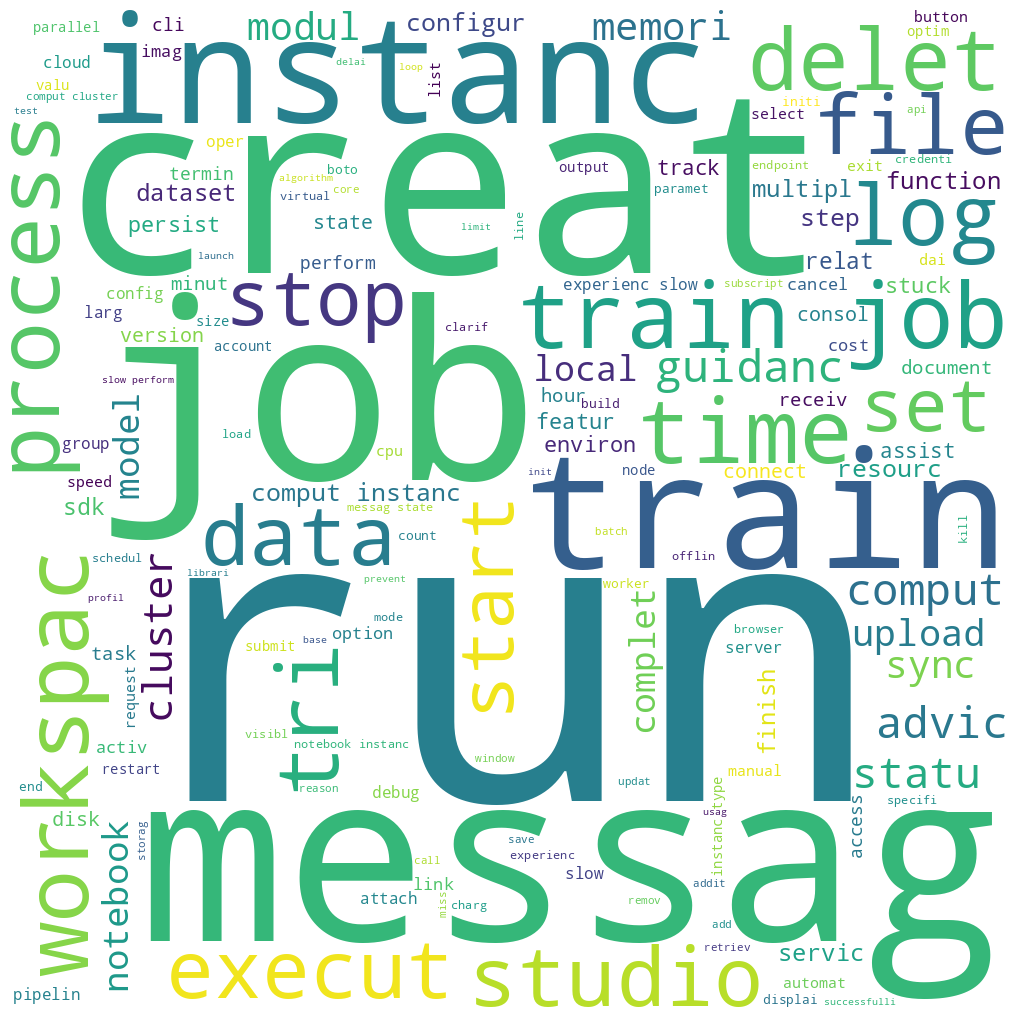 parallel
cli
modul
configur
memori
button
optim
cloud
imag
instanc
delai
loop
list
delet
valu
comput cluster
test
select
initi
file
api
process
creat
oper
termin
boto
algorithm
core
output
track
endpoint
exit
credenti
dataset
virtual
paramet
multipl
function
persist
state
limit
line
step
log
launch
perform
relat
dai
config
minut
stop
experienc slow
subscript
cancel
stuck
larg
size
train job
version
account
clarif
consol
cost
slow perform
job
local
guidanc
document
model
hour
build
receiv
set
featur
time
group
load
cpu
environ
assist
speed
comput instanc
init
node
connect
resourc
sdk
data
messag state
start
train
count
batch
offlin
kill
workspac
schedul
cluster
librari
prevent
worker
comput
profil
run
mode
complet
upload
task
submit
base
option
browser
server
sync
request
tri
finish
activ
visibl
notebook instanc
advic
restart
window
manual
end
reason
debug
updat
statu
disk
notebook
storag
messag
save
usag
instanc type
access
specifi
experienc
call
link
slow
addit
attach
miss
charg
remov
add
execut
studio
retriev
servic
pipelin
automat
displai
successfulli